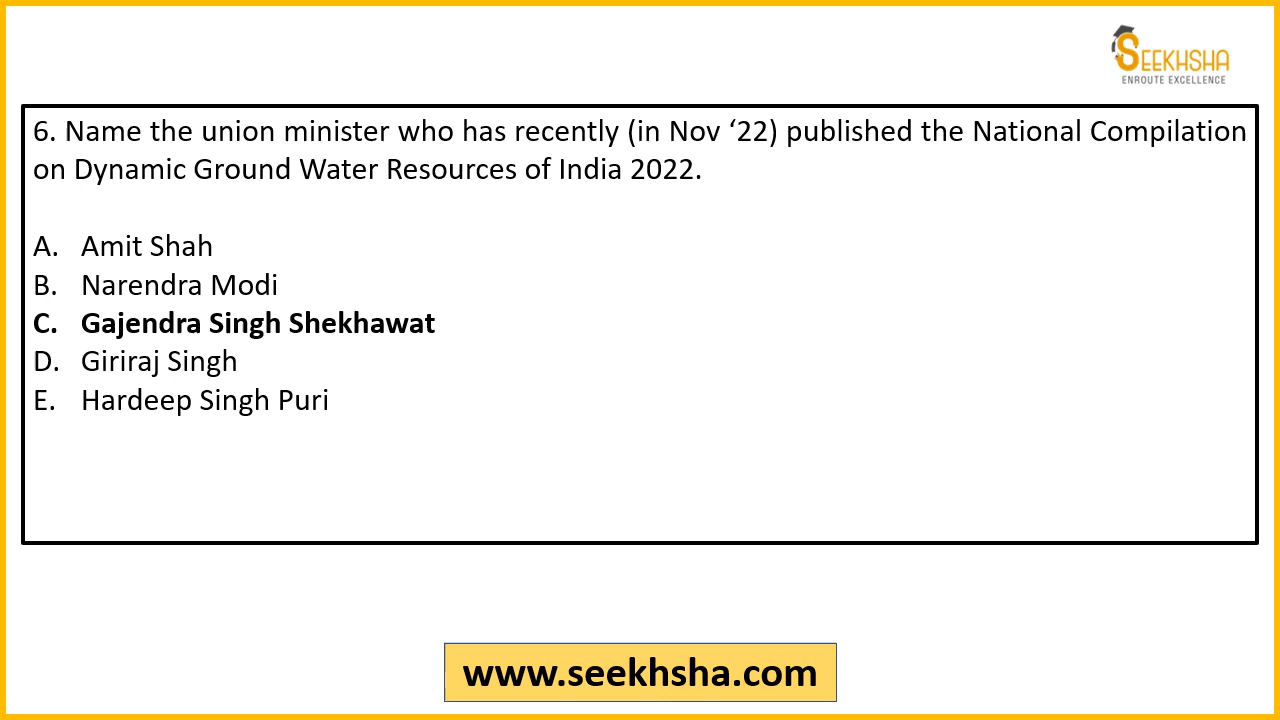 SEEKHSHA
ENROUTE EXCELLENCE
6. Name the union minister who has recently (in Nov ‘22) published the National Compilation
on Dynamic Ground Water Resources of India 2022.
A. Amit Shah
B. Narendra Modi
C. Gajendra Singh Shekhawat
D. Giriraj Singh
E. Hardeep Singh Puri
www.seekhsha.com